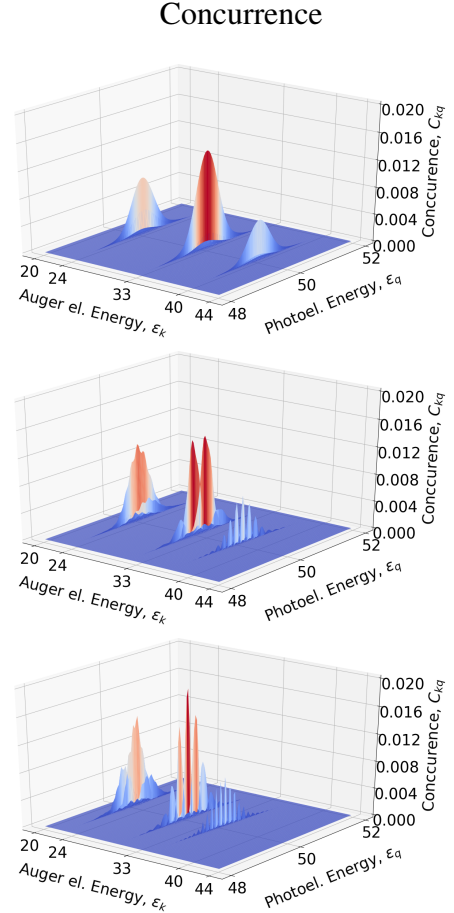 Concurrence
0.020
0.016
0.012
0.008
0.004
0.000
Conccurence, C_kq
20 24 33 40 44
Auger el. Energy, ε_k
48 50 52
Photoel. Energy, ε_q
0.020
0.016
0.012
0.008
0.004
0.000
Conccurence, C_kq
20 24 33 40 44
Auger el. Energy, ε_k
48 50 52
Photoel. Energy, ε_q
0.020
0.016
0.012
0.008
0.004
0.000
Conccurence, C_kq
20 24 33 40 44
Auger el. Energy, ε_k
48 50 52
Photoel. Energy, ε_q